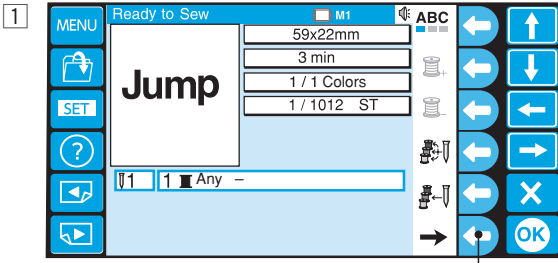 1
MENU
Ready to Sew
M1
ABC
59x22mm
3 min
1 / 1 Colors
1 / 1012 ST
Jump
SET
?
1
1 Any –
X
OK